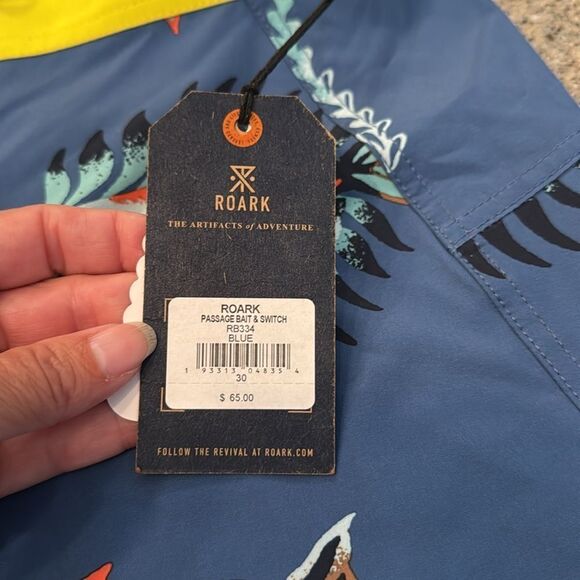 ROARK
THE ARTIFACTS of ADVENTURE
ROARK
PASSAGE BAIT & SWITCH
RB334
BLUE
1 93313 04835 4
30
$ 65.00
FOLLOW THE REVIVAL AT ROARK.COM